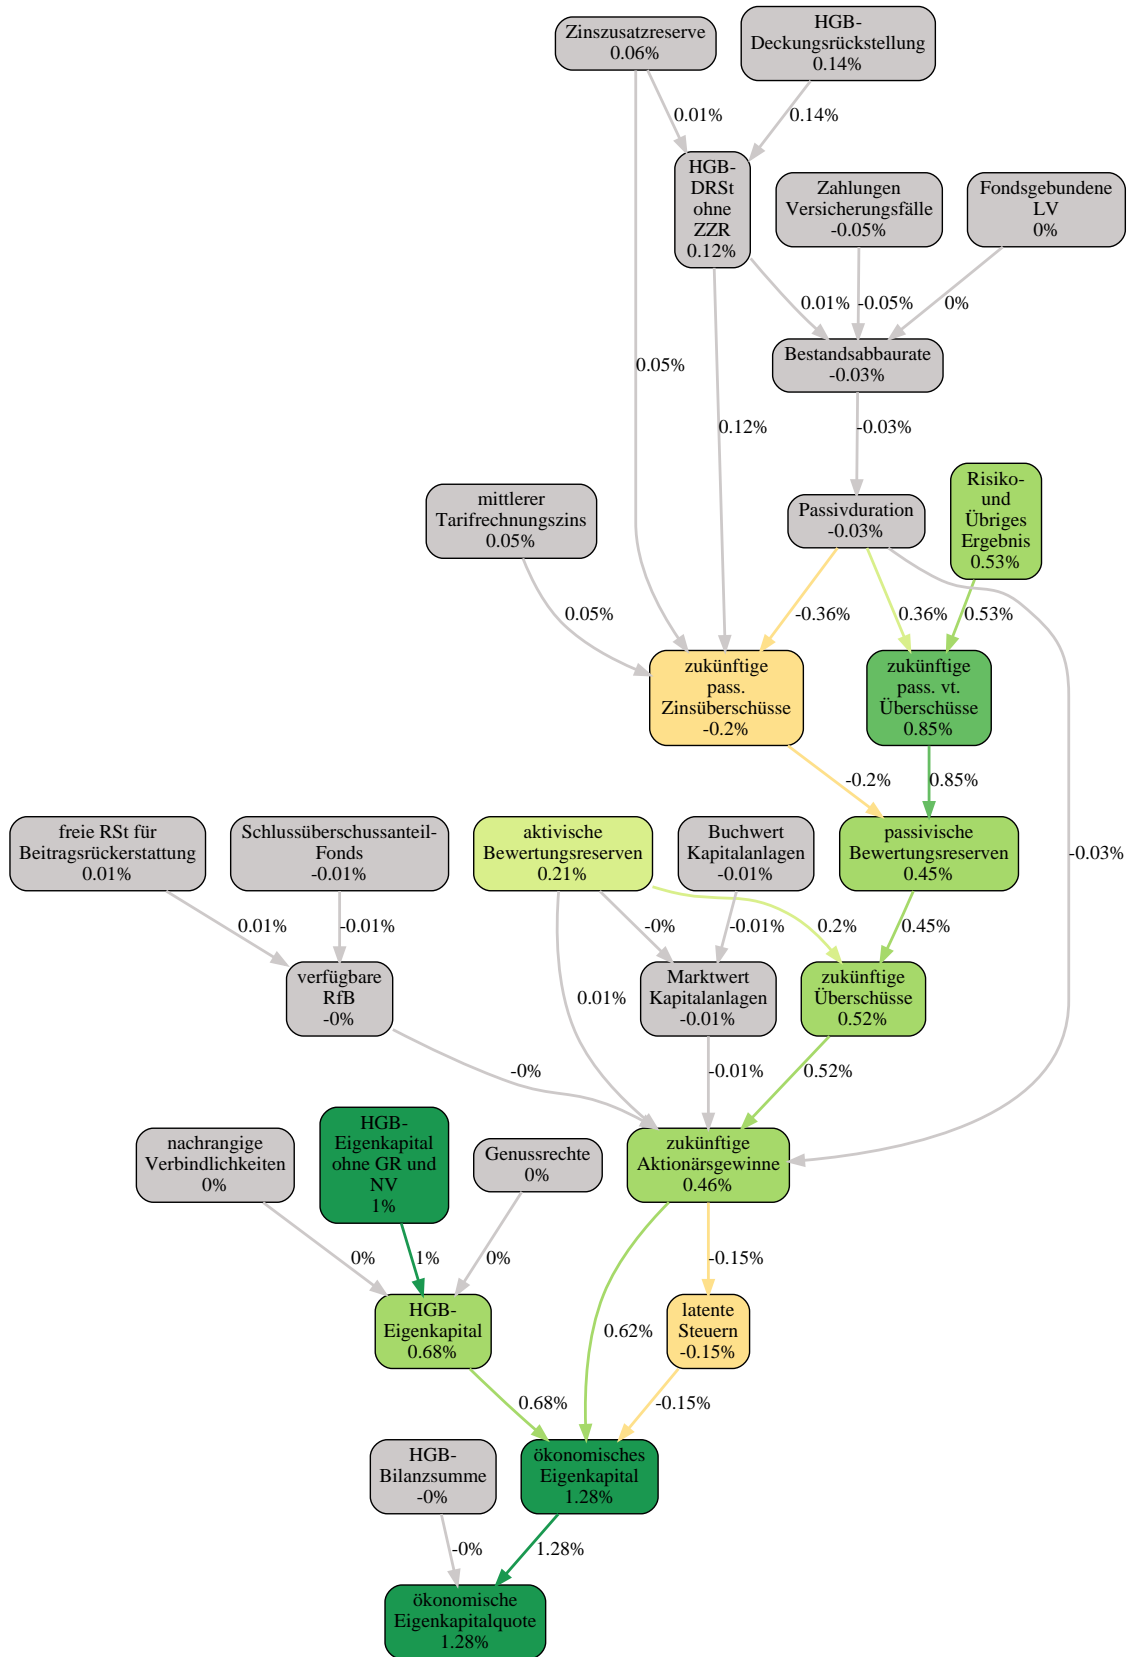 Zinszusatzreserve
0.06%
HGB-
Deckungsrückstellung
0.14%
0.01%
0.14%
HGB-
DRSt
ohne
ZZR
0.12%
Zahlungen
Versicherungsfälle
-0.05%
Fondsgebundene
LV
0%
0.01%
-0.05%
0%
Bestandsabbaurate
-0.03%
0.05%
0.12%
-0.03%
mittlerer
Tarifrechnungszins
0.05%
Passivduration
-0.03%
Risiko-
und
Übriges
Ergebnis
0.53%
0.05%
-0.36%
0.36%
0.53%
zukünftige
pass.
Zinsüberschüsse
-0.2%
zukünftige
pass. vt.
Überschüsse
0.85%
-0.2%
0.85%
freie RSt für
Beitragsrückerstattung
0.01%
Schlussüberschussanteil-
Fonds
-0.01%
aktivische
Bewertungsreserven
0.21%
Buchwert
Kapitalanlagen
-0.01%
passivische
Bewertungsreserven
0.45%
-0.03%
0.01%
-0.01%
-0%
-0.01%
0.2%
0.45%
verfügbare
RfB
-0%
0.01%
Marktwert
Kapitalanlagen
-0.01%
zukünftige
Überschüsse
0.52%
-0%
-0.01%
0.52%
nachrangige
Verbindlichkeiten
0%
HGB-
Eigenkapital
ohne GR und
NV
1%
Genussrechte
0%
zukünftige
Aktionärsgewinne
0.46%
0%
1%
0%
-0.15%
HGB-
Eigenkapital
0.68%
0.62%
latente
Steuern
-0.15%
0.68%
-0.15%
HGB-
Bilanzsumme
-0%
ökonomisches
Eigenkapital
1.28%
-0%
1.28%
ökonomische
Eigenkapitalquote
1.28%